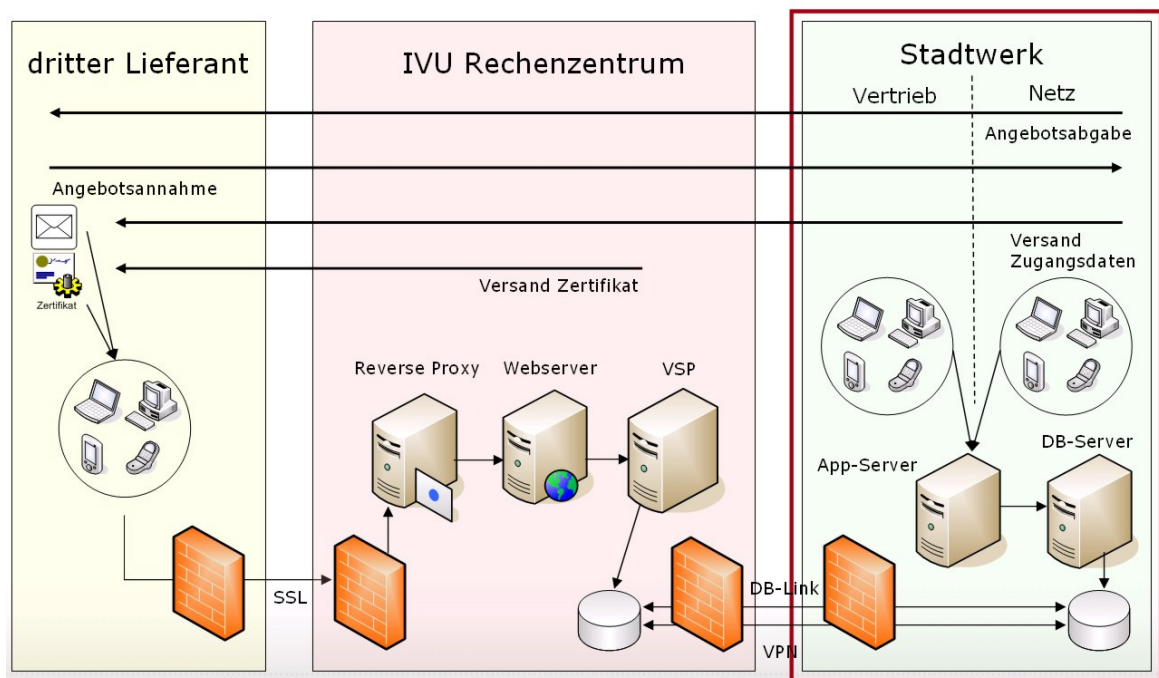 dritter Lieferant
IVU Rechenzentrum
Stadtwerk
Vertrieb
Netz
Angebotsabgabe
Angebotsannahme
Versand
Zugangsdaten
Versand Zertifikat
Zertifikat
Reverse Proxy
Webserver
VSP
DB-Server
App-Server
SSL
DB-Link
VPN